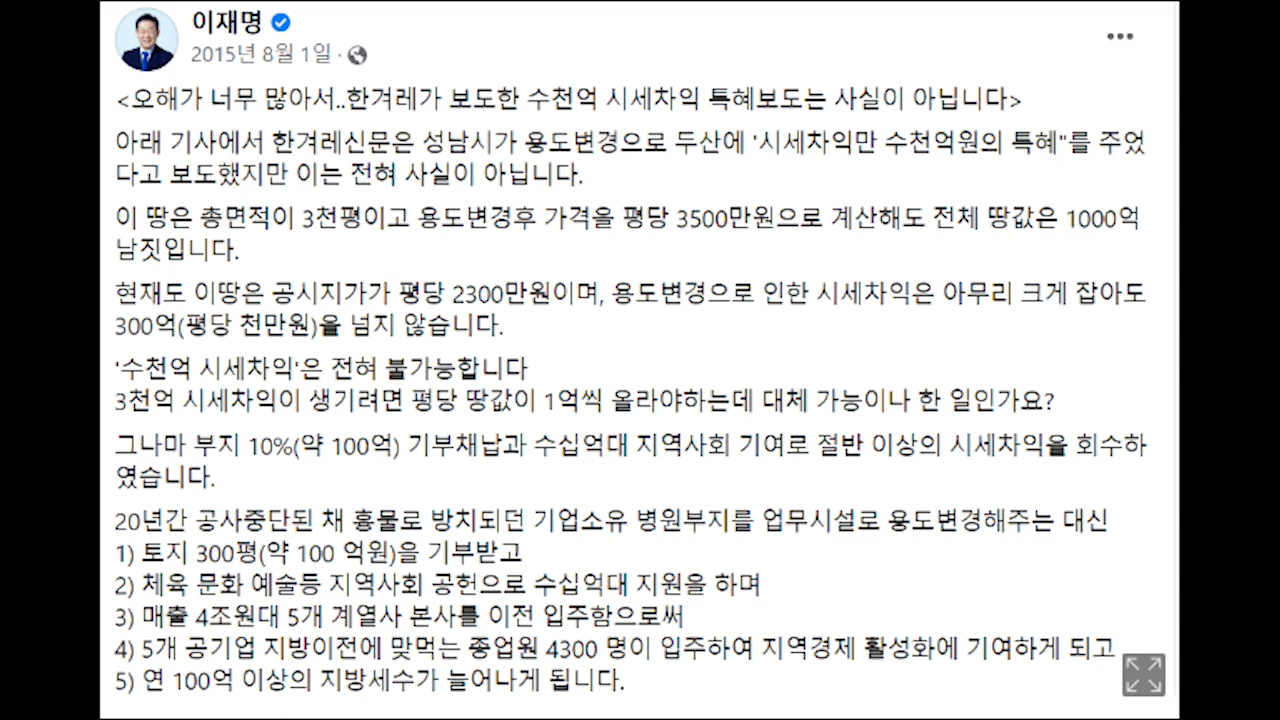 이재명
2015년 8월 1일 ·
<오해가 너무 많아서..한겨레가 보도한 수천억 시세차익 특혜보도는 사실이 아닙니다>
아래 기사에서 한겨레신문은 성남시가 용도변경으로 두산에 '시세차익만 수천억원의 특혜"를 주었
다고 보도했지만 이는 전혀 사실이 아닙니다.
이 땅은 총면적이 3천평이고 용도변경후 가격을 평당 3500만원으로 계산해도 전체 땅값은 1000억
남짓입니다.
현재도 이땅은 공시지가가 평당 2300만원이며, 용도변경으로 인한 시세차익은 아무리 크게 잡아도
300억(평당 천만원)을 넘지 않습니다.
'수천억 시세차익'은 전혀 불가능합니다
3천억 시세차익이 생기려면 평당 땅값이 1억씩 올라야하는데 대체 가능이나 한 일인가요?
그나마 부지 10%(약 100억) 기부채납과 수십억대 지역사회 기여로 절반 이상의 시세차익을 회수하
였습니다.
20년간 공사중단된 채 흉물로 방치되던 기업소유 병원부지를 업무시설로 용도변경해주는 대신
1) 토지 300평(약 100 억원)을 기부받고
2) 체육 문화 예술등 지역사회 공헌으로 수십억대 지원을 하며
3) 매출 4조원대 5개 계열사 본사를 이전 입주함으로써
4) 5개 공기업 지방이전에 맞먹는 종업원 4300 명이 입주하여 지역경제 활성화에 기여하게 되고
5) 연 100억 이상의 지방세수가 늘어나게 됩니다.